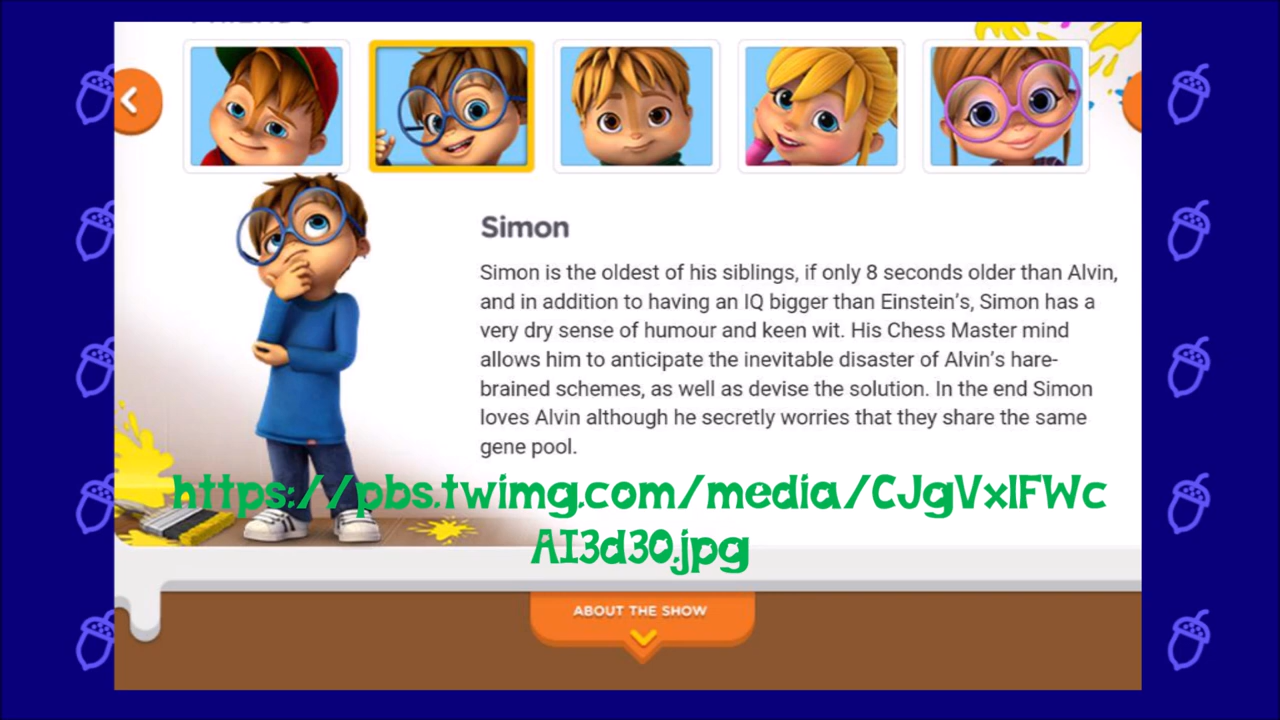 Simon
Simon is the oldest of his siblings, if only 8 seconds older than Alvin,
and in addition to having an IQ bigger than Einstein's, Simon has a
very dry sense of humour and keen wit. His Chess Master mind
allows him to anticipate the inevitable disaster of Alvin's hare-
brained schemes, as well as devise the solution. In the end Simon
loves Alvin although he secretly worries that they share the same
gene pool.
https://pbs.twimg.com/media/CJgVxlFWc
AI3d30.jpg
ABOUT THE SHOW